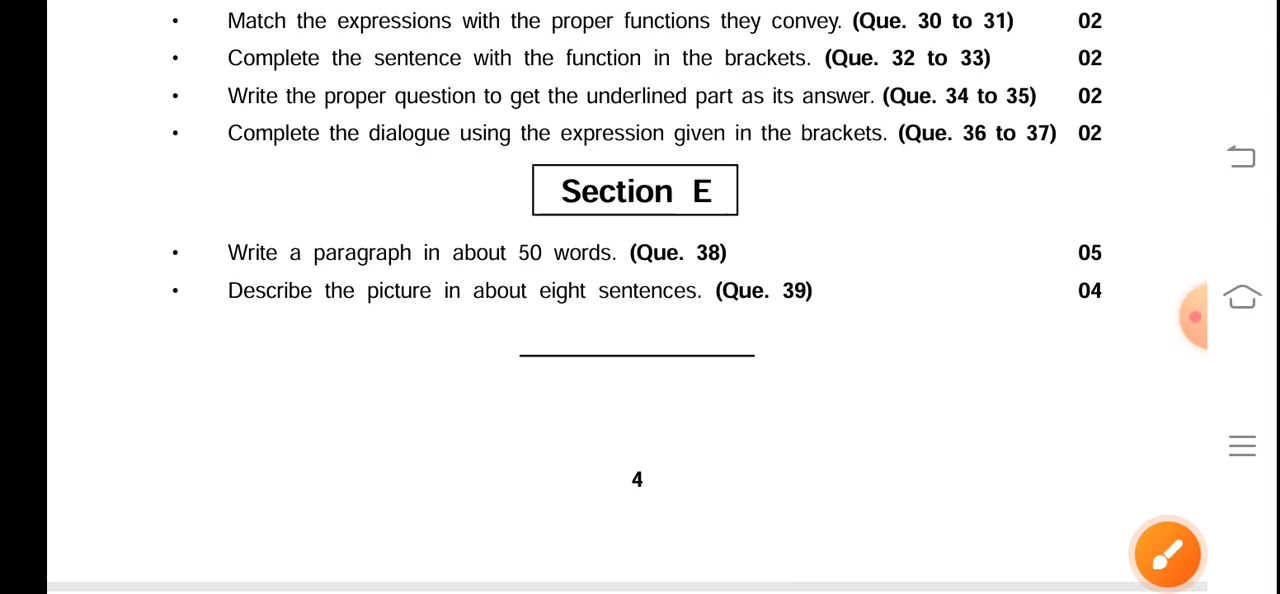 • Match the expressions with the proper functions they convey. (Que. 30 to 31) 02
• Complete the sentence with the function in the brackets. (Que. 32 to 33) 02
• Write the proper question to get the underlined part as its answer. (Que. 34 to 35) 02
• Complete the dialogue using the expression given in the brackets. (Que. 36 to 37) 02
Section E
• Write a paragraph in about 50 words. (Que. 38) 05
• Describe the picture in about eight sentences. (Que. 39) 04
4